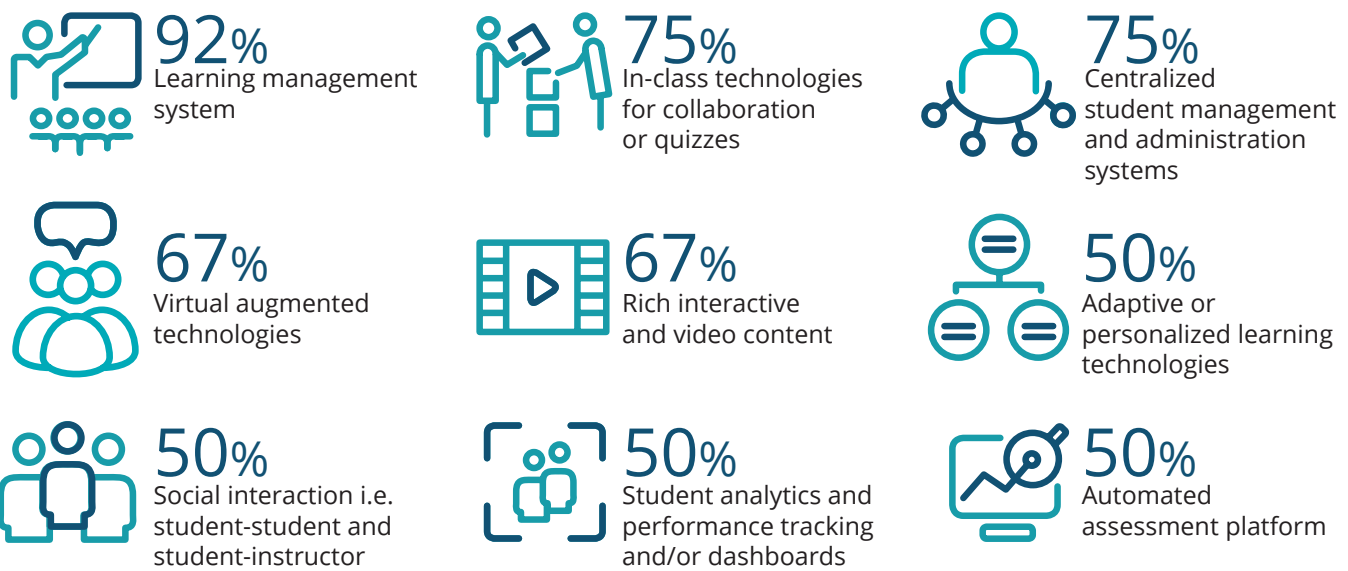 92%
Learning management
system
75%
In-class technologies
for collaboration
or quizzes
75%
Centralized
student management
and administration
systems
67%
Virtual augmented
technologies
67%
Rich interactive
and video content
50%
Adaptive or
personalized learning
technologies
50%
Social interaction i.e.
student-student and
student-instructor
50%
Student analytics and
performance tracking
and/or dashboards
50%
Automated
assessment platform